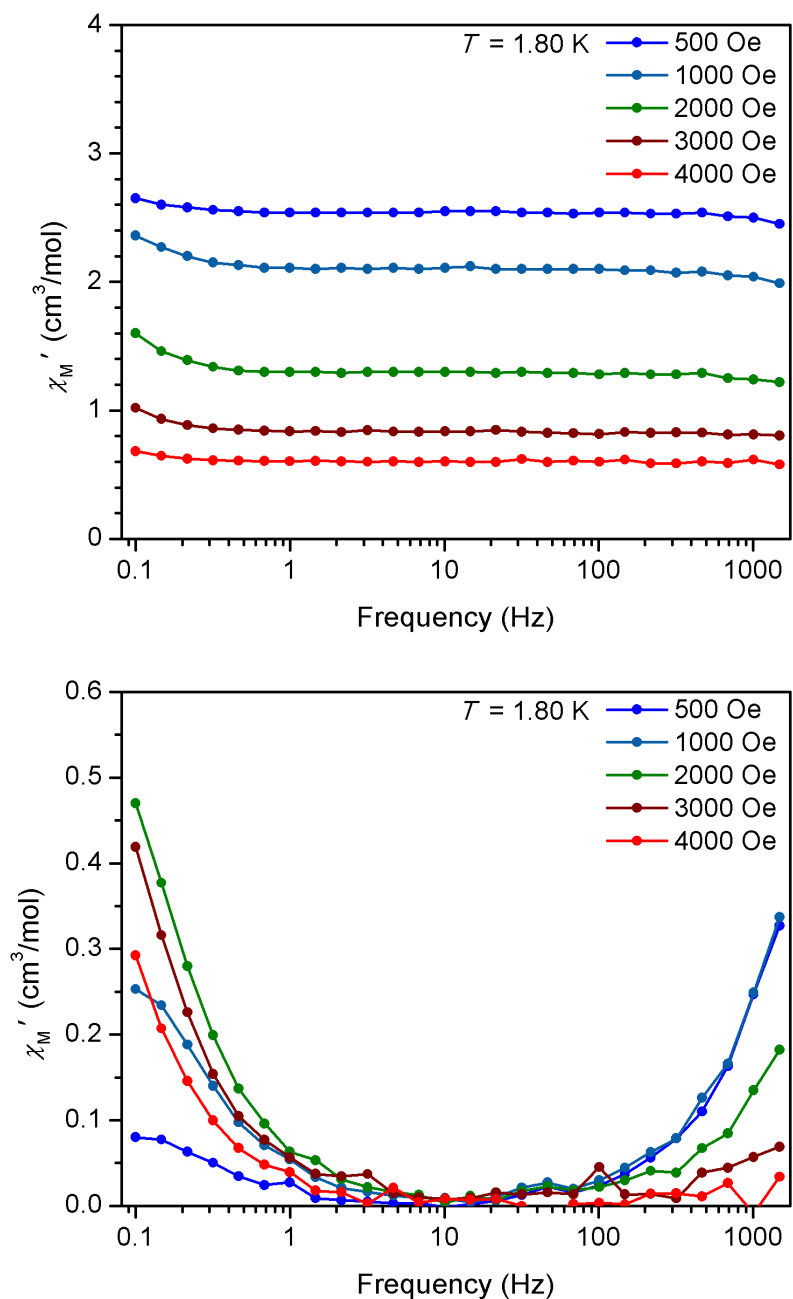 4
3
2
1
0
χM′ (cm³/mol)
T = 1.80 K
500 Oe
1000 Oe
2000 Oe
3000 Oe
4000 Oe
0.1 1 10 100 1000
Frequency (Hz)
0.6
0.5
0.4
0.3
0.2
0.1
0.0
χM′ (cm³/mol)
T = 1.80 K
500 Oe
1000 Oe
2000 Oe
3000 Oe
4000 Oe
0.1 1 10 100 1000
Frequency (Hz)